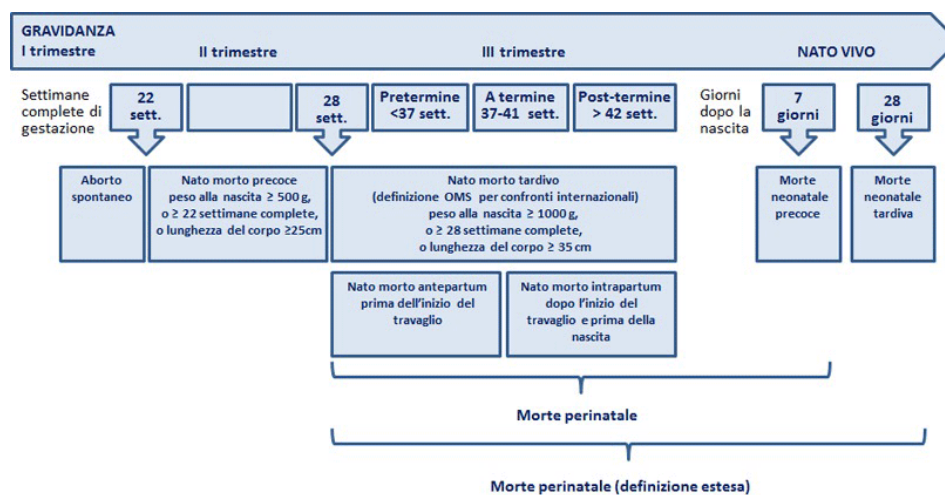 GRAVIDANZA
I trimestre
II trimestre
III trimestre
NATO VIVO
Settimane
complete di
gestazione
22
sett.
28
sett.
Pretermine
<37 sett.
A termine
37-41 sett.
Post-termine
> 42 sett.
Giorni
dopo la
nascita
7
giorni
28
giorni
Aborto
spontaneo
Nato morto precoce
peso alla nascita ≥ 500 g,
o ≥ 22 settimane complete,
o lunghezza del corpo ≥25cm
Nato morto tardivo
(definizione OMS per confronti internazionali)
peso alla nascita ≥ 1000 g,
o ≥ 28 settimane complete,
o lunghezza del corpo ≥ 35 cm
Morte
neonatale
precoce
Morte
neonatale
tardiva
Nato morto antepartum
prima dell'inizio del
travaglio
Nato morto intrapartum
dopo l'inizio del
travaglio e prima della
nascita
Morte perinatale
Morte perinatale (definizione estesa)